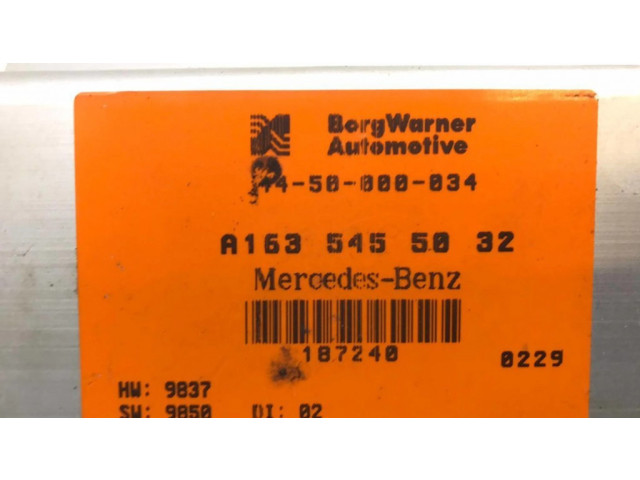 BorgWarner
Automotive
44-50-000-034
A163 545 50 32
Mercedes-Benz
187240
0229
HW: 9837
SW: 9850 DI: 02